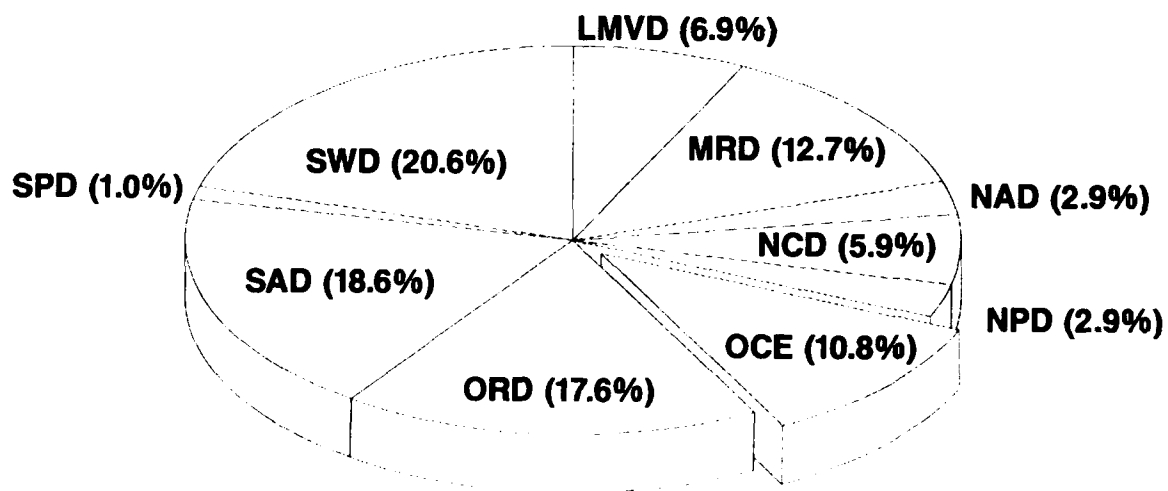 LMVD (6.9%)
MRD (12.7%)
SWD (20.6%)
SPD (1.0%)
NAD (2.9%)
NCD (5.9%)
SAD (18.6%)
NPD (2.9%)
OCE (10.8%)
ORD (17.6%)